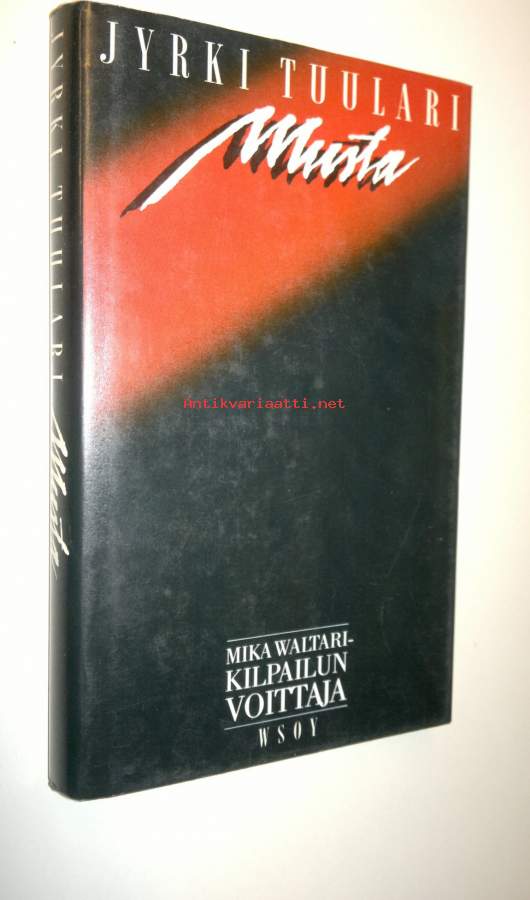 JYRKI TUULARI
Musta
MIKA WALTARI-
KILPAILUN
VOITTAJA
WSOY
JYRKI TUULARI
Musta
Antikvariaatti.net